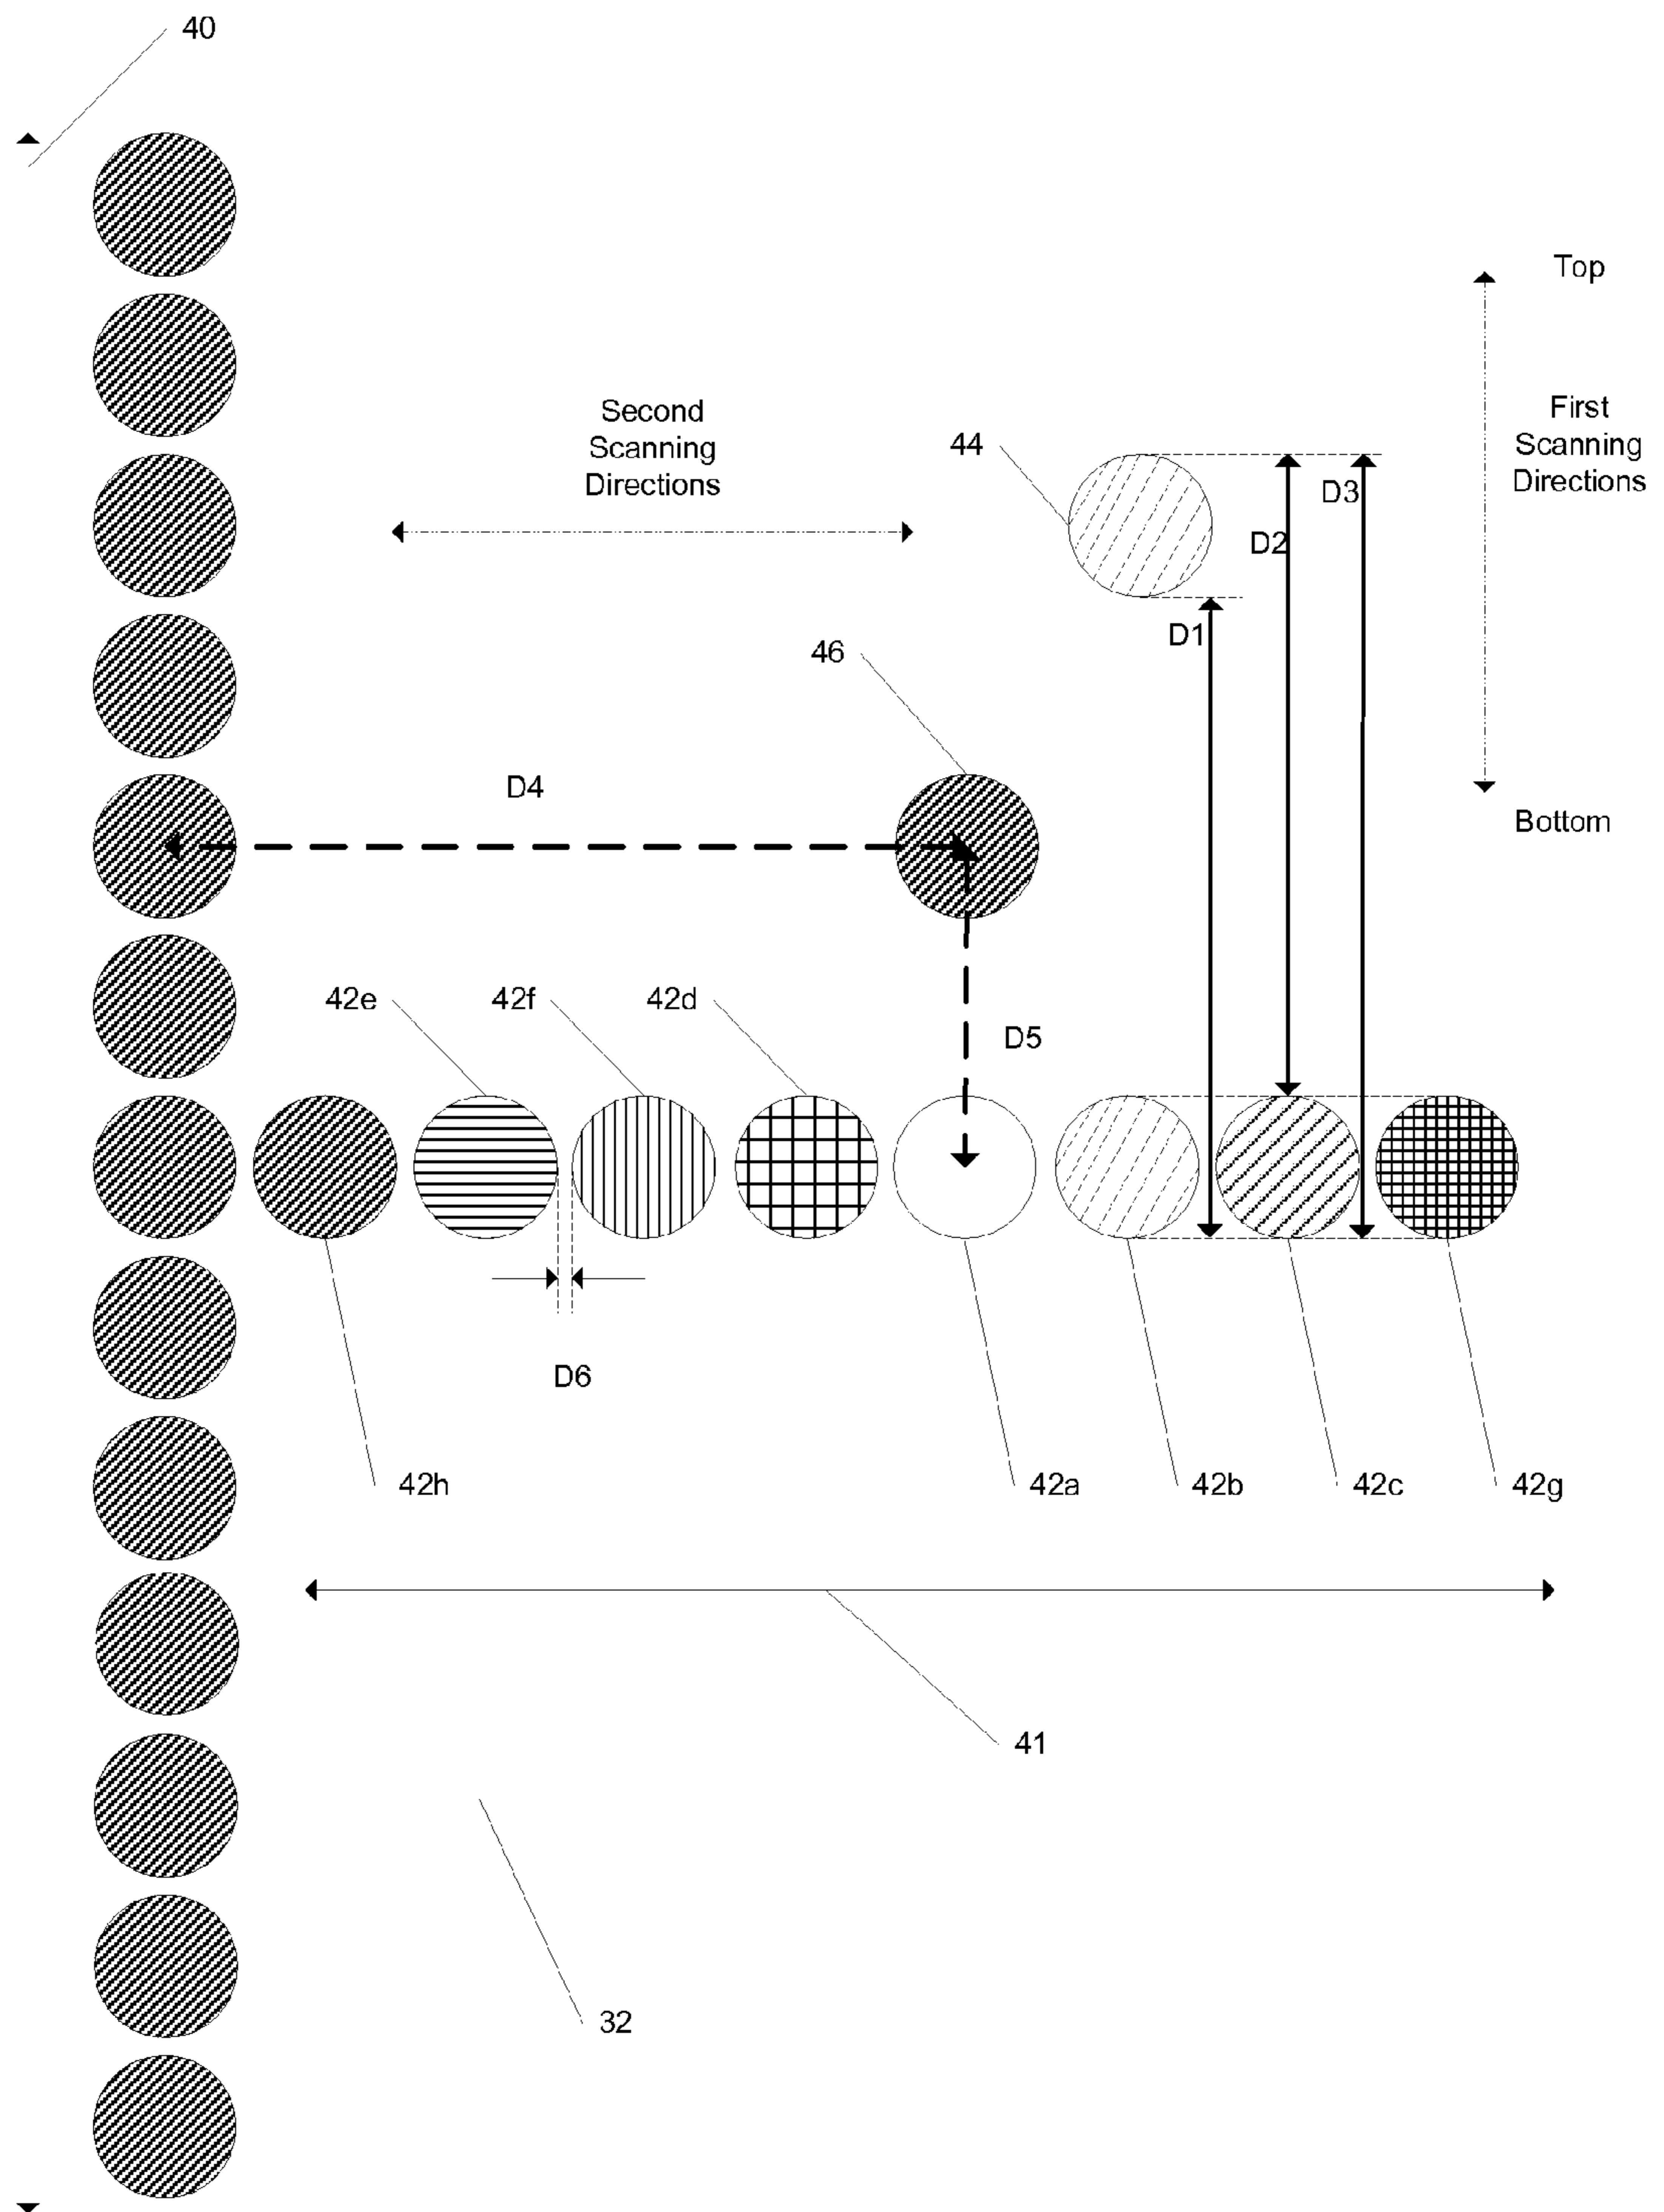 40
Top
Second
Scanning
Directions
First
Scanning
Directions
44
D3
D2
D1
46
D4
Bottom
42e
42f
42d
D5
D6
42h
42a
42b
42c
42g
41
32